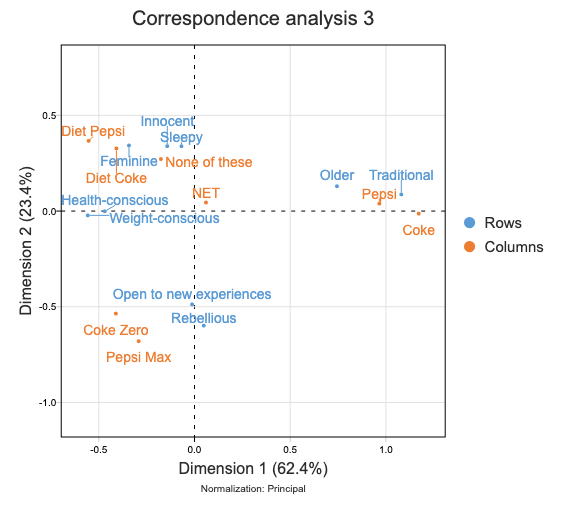 Correspondence analysis 3
Innocent
Diet Pepsi
Sleepy
Feminine
None of these
Diet Coke
Older
Traditional
Pepsi
NET
Health-conscious
Weight-conscious
Coke
Open to new experiences
Rebellious
Coke Zero
Pepsi Max
0.5
0.0
-0.5
-1.0
Dimension 2 (23.4%)
-0.5
0.0
0.5
1.0
Dimension 1 (62.4%)
Normalization: Principal
Rows
Columns